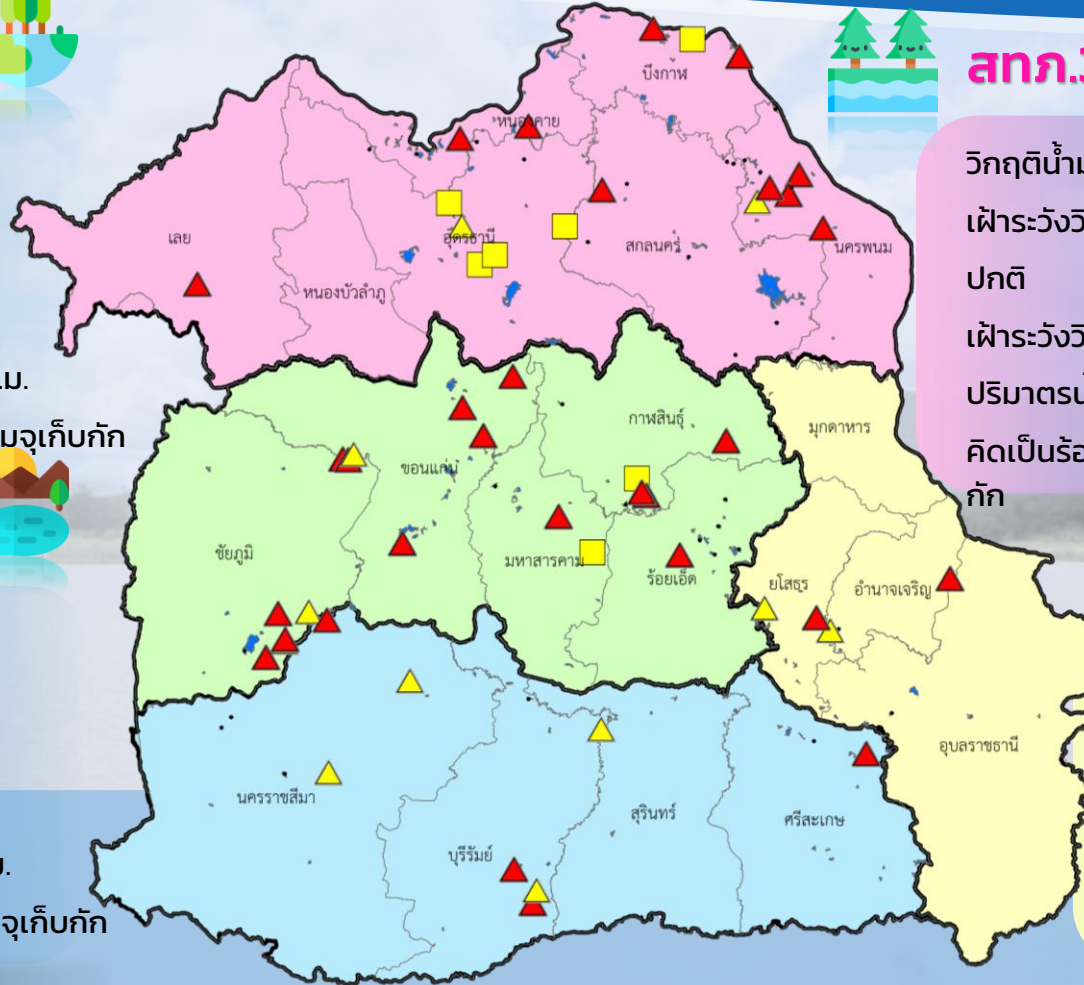 สทภ.3
วิกฤติน้ำม
เฝ้าระวังวิ
ปกติ
เฝ้าระวังวิ
ปริมาตรน้
คิดเป็นร้อ
กัก
.ม.
มจุเก็บกัก
ม.
จุเก็บกัก
บึงกาฬ
หนองคาย
เลย
อุดรธานี
สกลนคร
นครพนม
หนองบัวลำภู
กาฬสินธุ์
มุกดาหาร
ขอนแก่น
ชัยภูมิ
มหาสารคาม
ร้อยเอ็ด
ยโสธร
อำนาจเจริญ
อุบลราชธานี
นครราชสีมา
สุรินทร์
ศรีสะเกษ
บุรีรัมย์